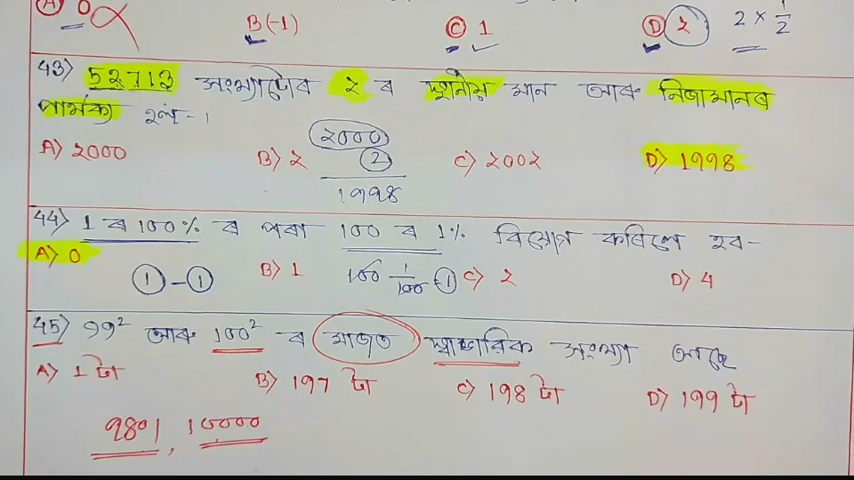 A) 0
B (-1)
C) 1
D) २
2 × 1/2
43) 52713 সংখ্যাটোৰ ২ ৰ স্থানীয় মান আৰু নিজামানৰ
পাৰ্থক্য হ'ব - ।
A) ২000
B) ২
C) ২00২
D) 1998
২000
2
1998
44) 1 ৰ 100% ৰ পৰা 100 ৰ 1% বিয়োগ কৰিলে হব-
A) 0
B) 1
C) ২
D) 4
1 - 1
100 1/100 = 1
45) 99² আৰু 100² ৰ মাজত স্বাভাৱিক সংখ্যা আছে
A) 1 টা
B) 197 টা
C) 198 টা
D) 199 টা
9801, 10000